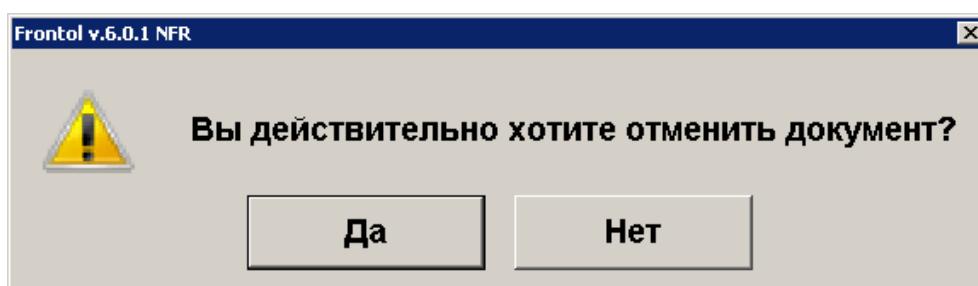 Frontol v.6.0.1 NFR
Вы действительно хотите отменить документ?
Да
Нет